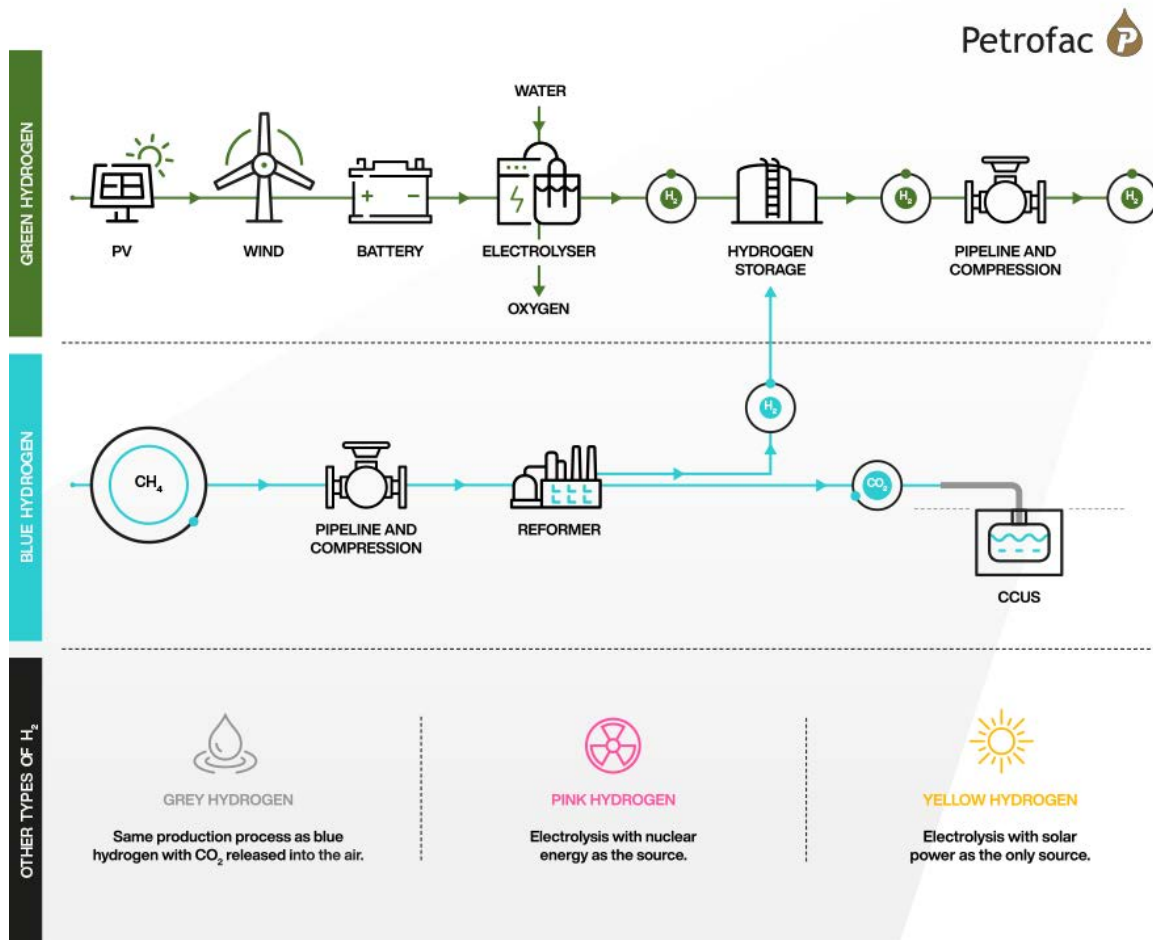 Petrofac
GREEN HYDROGEN
WATER
PV
WIND
BATTERY
+ −
ELECTROLYSER
OXYGEN
H₂
HYDROGEN
STORAGE
H₂
PIPELINE AND
COMPRESSION
H₂
BLUE HYDROGEN
CH₄
PIPELINE AND
COMPRESSION
REFORMER
H₂
CO₂
CCUS
OTHER TYPES OF H₂
GREY HYDROGEN
Same production process as blue
hydrogen with CO₂ released into the air.
PINK HYDROGEN
Electrolysis with nuclear
energy as the source.
YELLOW HYDROGEN
Electrolysis with solar
power as the only source.